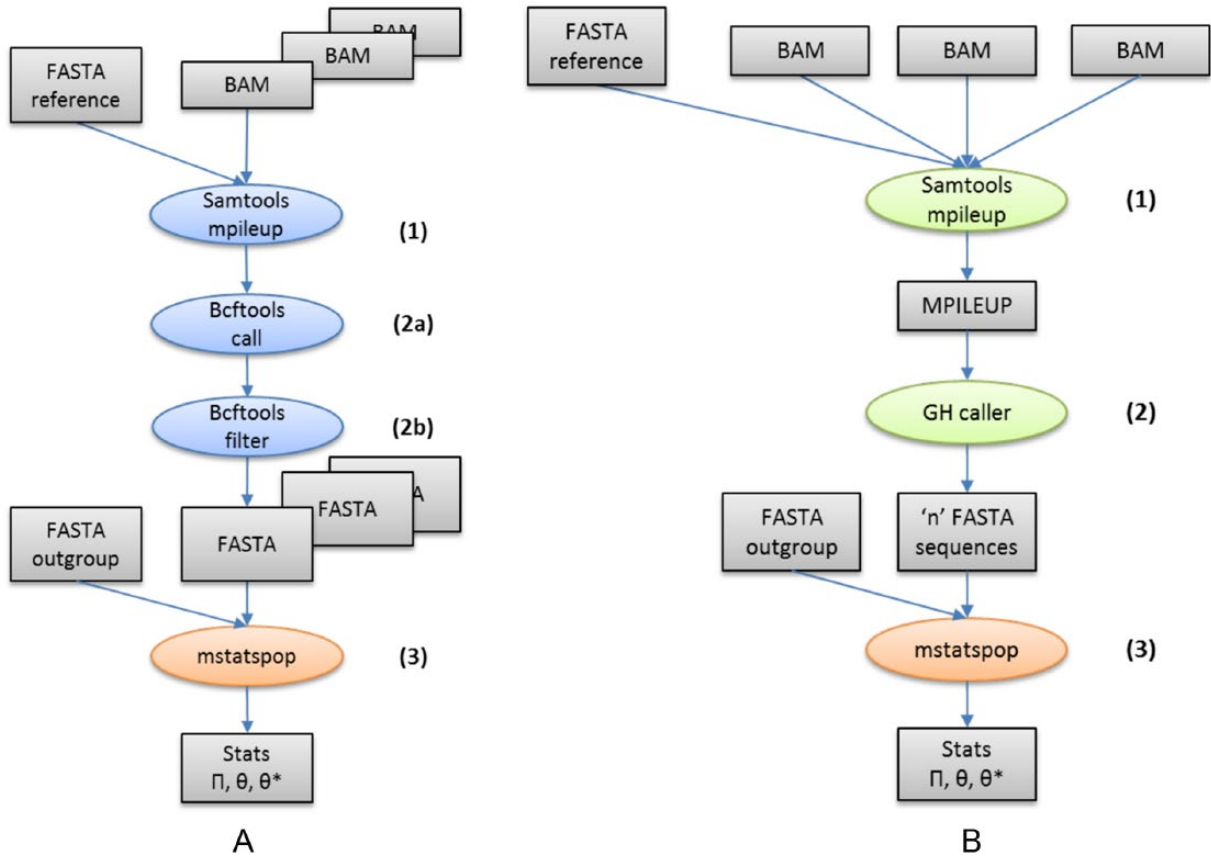 FASTA
reference
BAM
BAM
BAM
Samtools
mpileup
(1)
Bcftools
call
(2a)
Bcftools
filter
(2b)
FASTA
outgroup
FASTA
FASTA
A
mstatspop
(3)
Stats
Π, θ, θ*
A
FASTA
reference
BAM
BAM
BAM
Samtools
mpileup
(1)
MPILEUP
GH caller
(2)
FASTA
outgroup
‘n’ FASTA
sequences
mstatspop
(3)
Stats
Π, θ, θ*
B